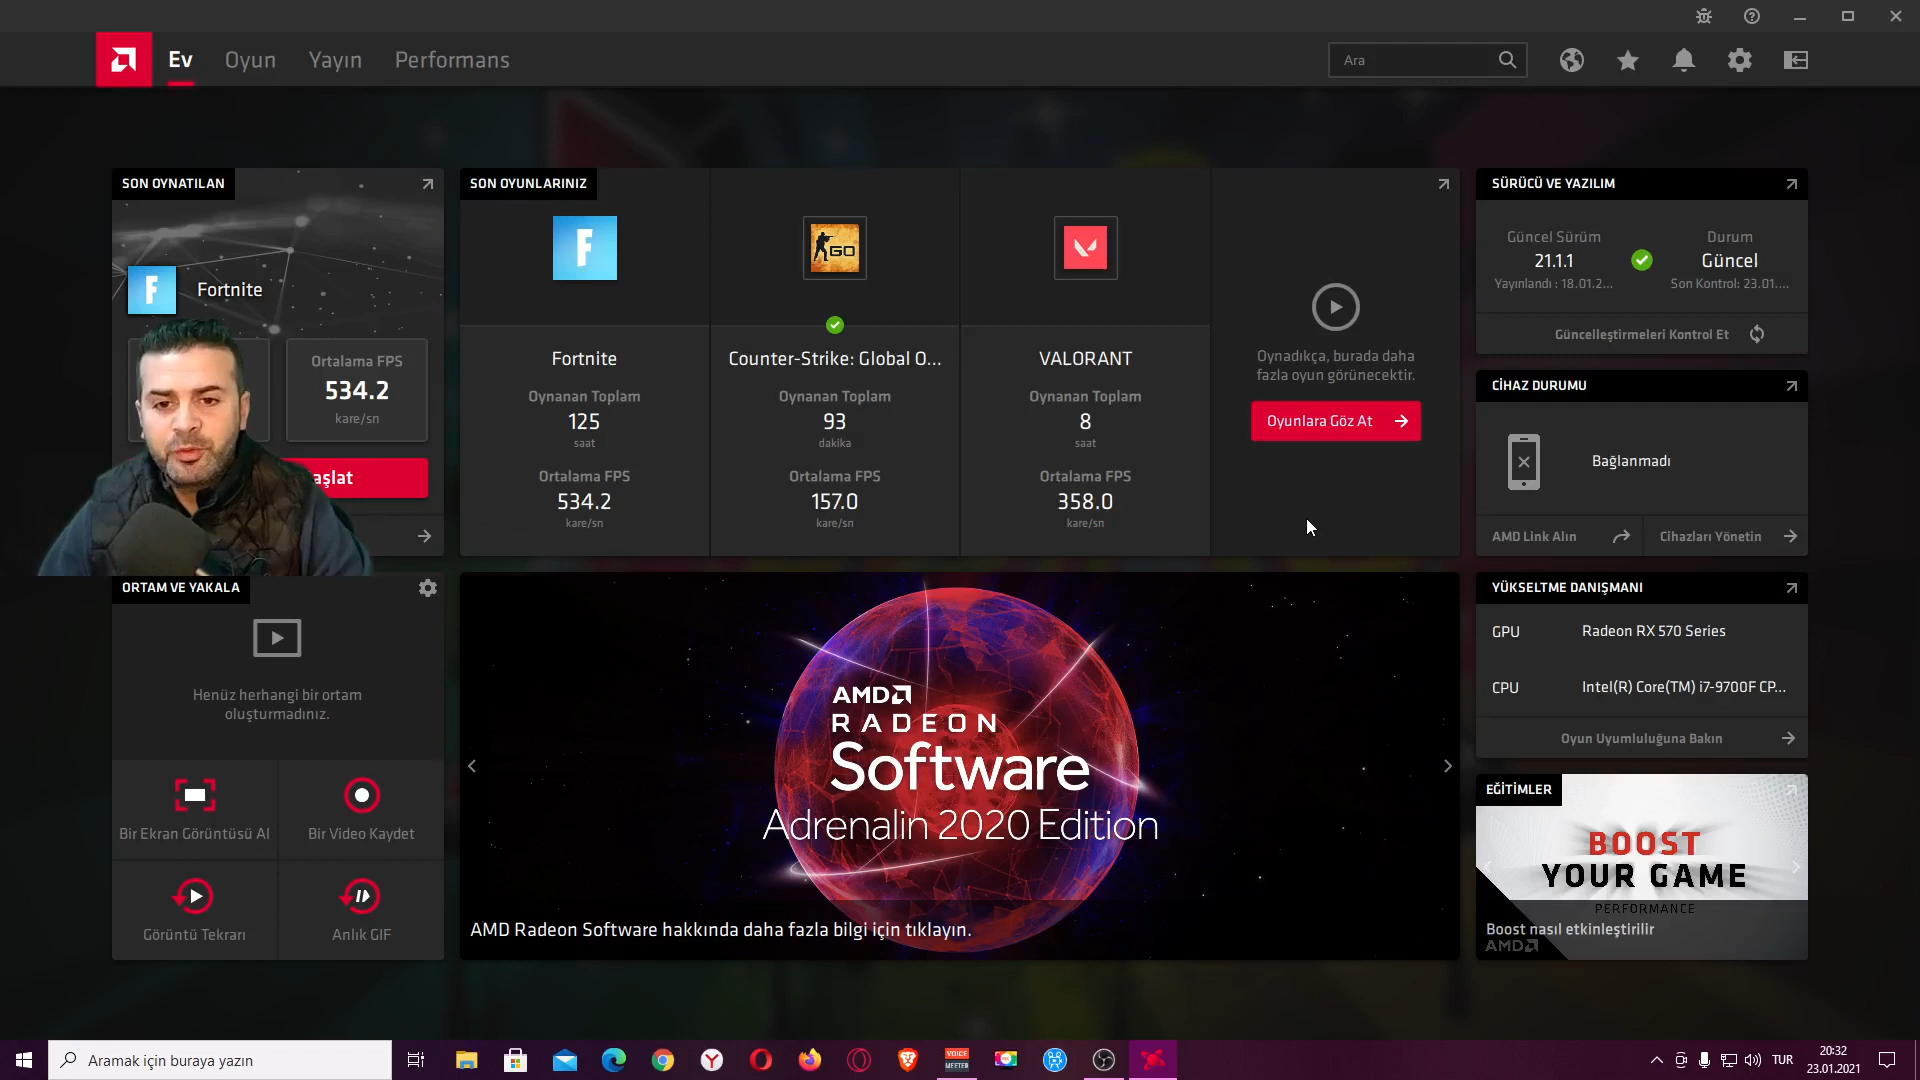 Ev
Oyun
Yayın
Performans
Ara
SON OYNATILAN
Fortnite
Ortalama FPS
534.2
kare/sn
aşlat
SON OYUNLARINIZ
Fortnite
Oynanan Toplam
125
saat
Ortalama FPS
534.2
kare/sn
GO
Counter-Strike: Global O...
Oynanan Toplam
93
dakika
Ortalama FPS
157.0
kare/sn
VALORANT
Oynanan Toplam
8
saat
Ortalama FPS
358.0
kare/sn
Oynadıkça, burada daha
fazla oyun görünecektir.
Oyunlara Göz At
SÜRÜCÜ VE YAZILIM
Güncel Sürüm
21.1.1
Yayınlandı : 18.01.2...
Durum
Güncel
Son Kontrol: 23.01....
Güncelleştirmeleri Kontrol Et
CİHAZ DURUMU
Bağlanmadı
AMD Link Alın
Cihazları Yönetin
ORTAM VE YAKALA
Henüz herhangi bir ortam
oluşturmadınız.
Bir Ekran Görüntüsü Al
Bir Video Kaydet
Görüntü Tekrarı
Anlık GIF
AMD
RADEON
Software
Adrenalin 2020 Edition
AMD Radeon Software hakkında daha fazla bilgi için tıklayın.
YÜKSELTME DANIŞMANI
GPU Radeon RX 570 Series
CPU Intel(R) Core(TM) i7-9700F CP...
Oyun Uyumluluğuna Bakın
EĞİTİMLER
BOOST
YOUR GAME
PERFORMANCE
Boost nasıl etkinleştirilir
AMD
Aramak için buraya yazın
VOICE
MEETER
TUR
20:32
23.01.2021